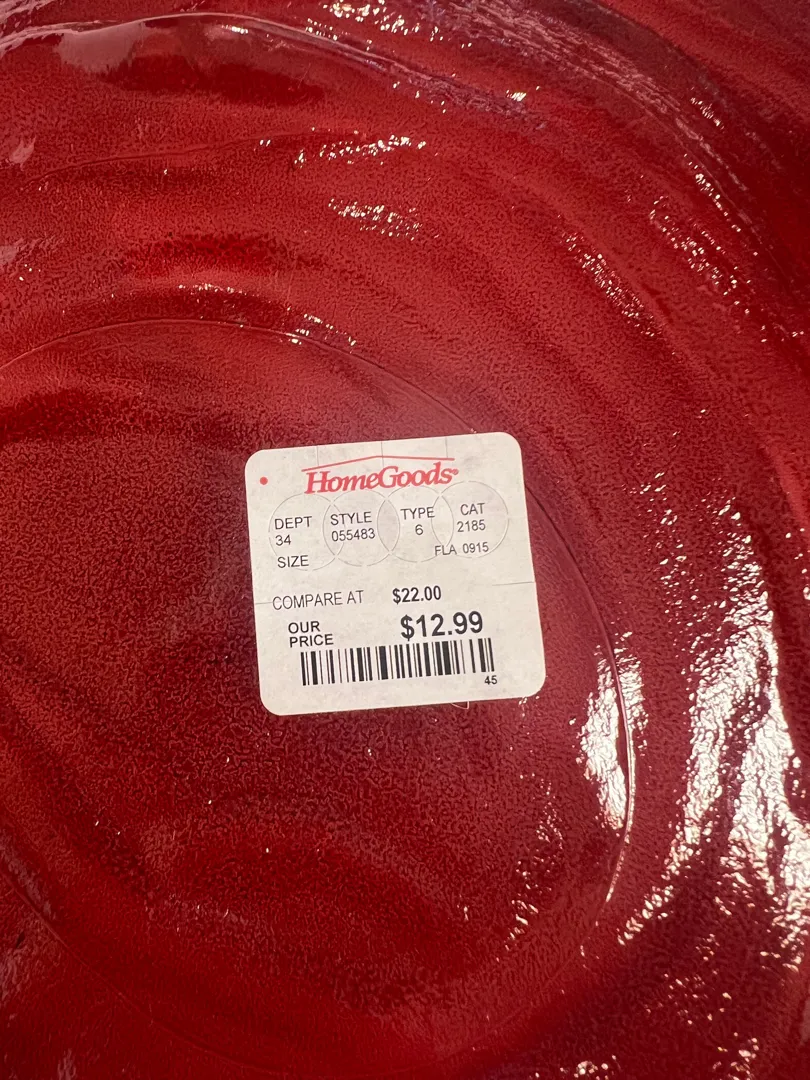 HomeGoods
DEPT STYLE TYPE CAT
34 055483 6 2185
SIZE FLA 0915
COMPARE AT $22.00
OUR PRICE $12.99
45